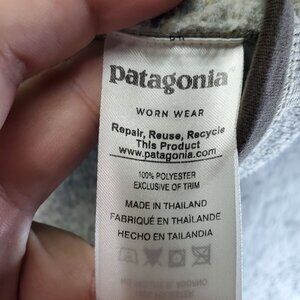 patagonia
WORN WEAR
Repair, Reuse, Recycle
This Product
www.patagonia.com
100% POLYESTER
EXCLUSIVE OF TRIM
MADE IN THAILAND
FABRIQUÉ EN THAÏLANDE
HECHO EN TAILANDIA